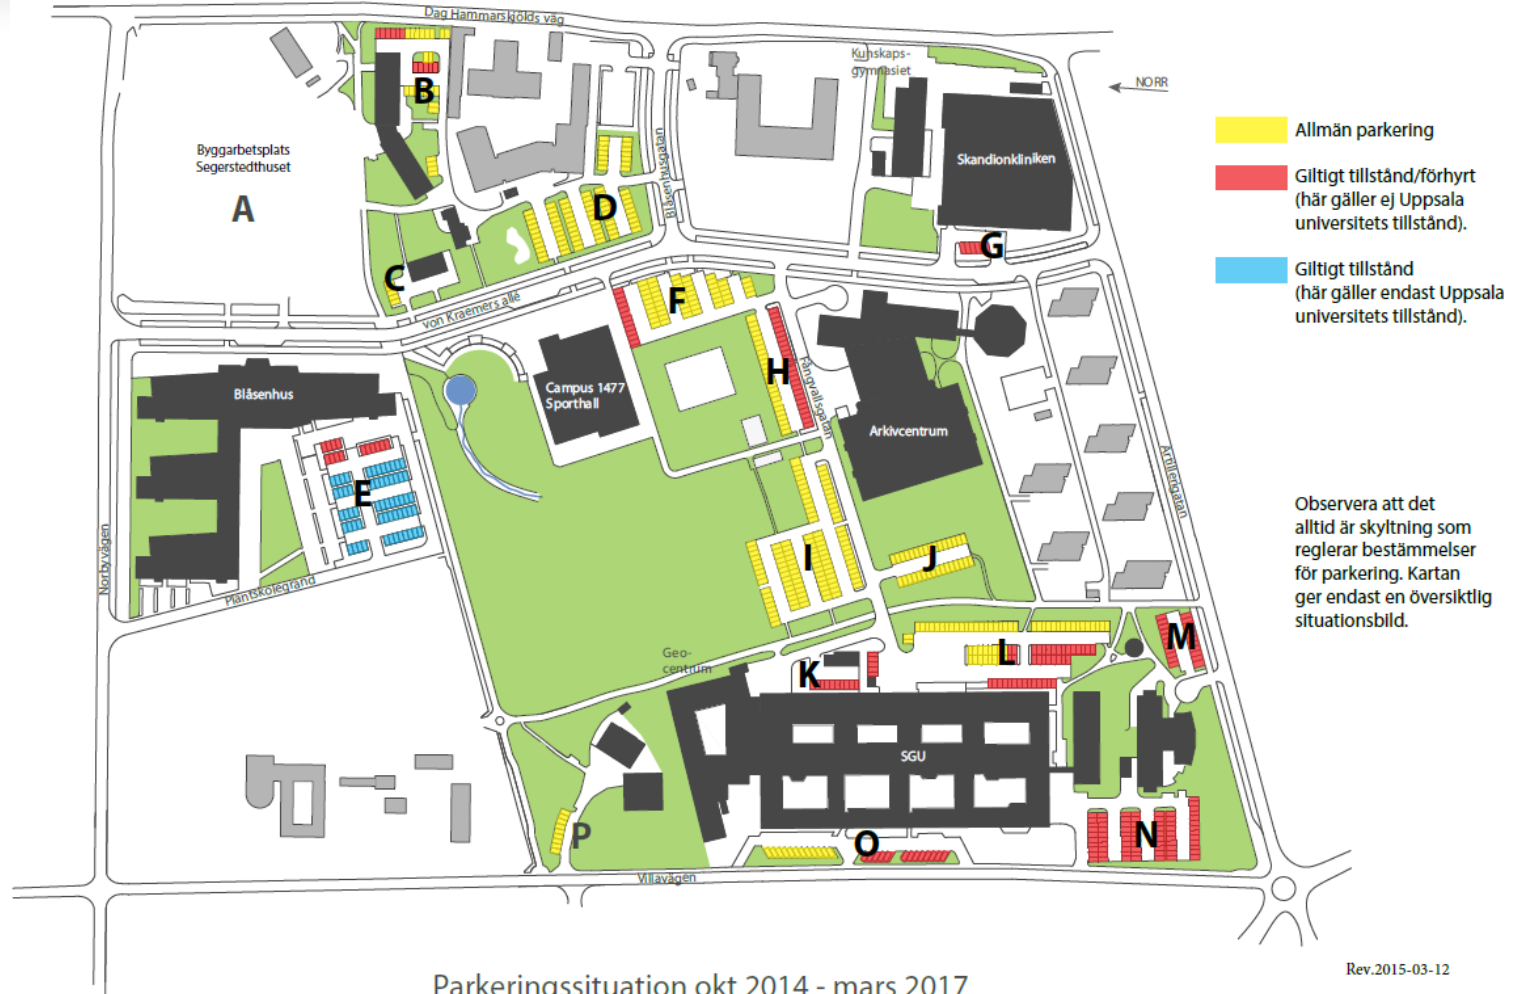 Dag Hammarskjölds väg
Kunskaps-
gymnasiet
NORR
B
Byggarbetsplats
Segerstedthuset
A
Blåsenhusgatan
Skandionkliniken
D
G
C
von Kraemers allé
F
H
Fångvallsgatan
Blåsenhus
Campus 1477
Sporthall
Arkivcentrum
Artillerigatan
E
Norbyvägen
Plantskolegränd
I
J
Geo-
centrum
K
L
M
SGU
P
O
N
Villavägen
Allmän parkering
Giltigt tillstånd/förhyrt
(här gäller ej Uppsala
universitets tillstånd).
Giltigt tillstånd
(här gäller endast Uppsala
universitets tillstånd).
Observera att det
alltid är skyltning som
reglerar bestämmelser
för parkering. Kartan
ger endast en översiktlig
situationsbild.
Rev.2015-03-12
Parkeringssituation okt 2014 - mars 2017